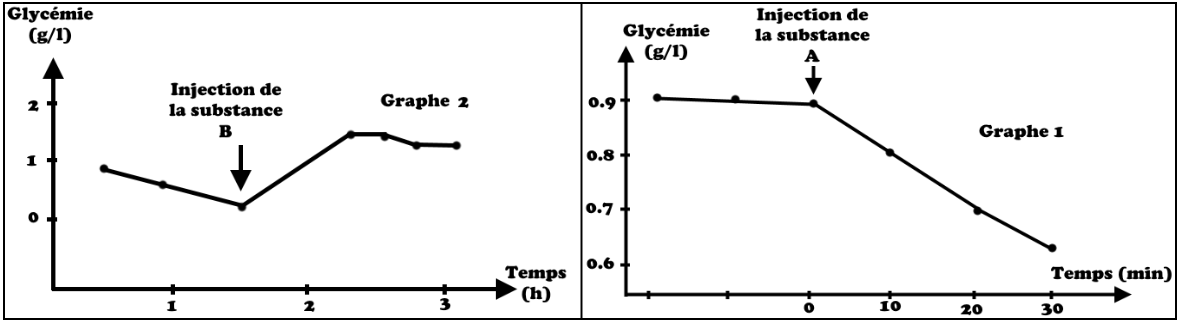 Glycémie
(g/l)
Injection de
la substance
B
Graphe 2
2
1
0
1
2
3
Temps
(h)
Injection de
la substance
A
Glycémie
(g/l)
Graphe 1
0.9
0.8
0.7
0.6
Temps (min)
0
10
20
30